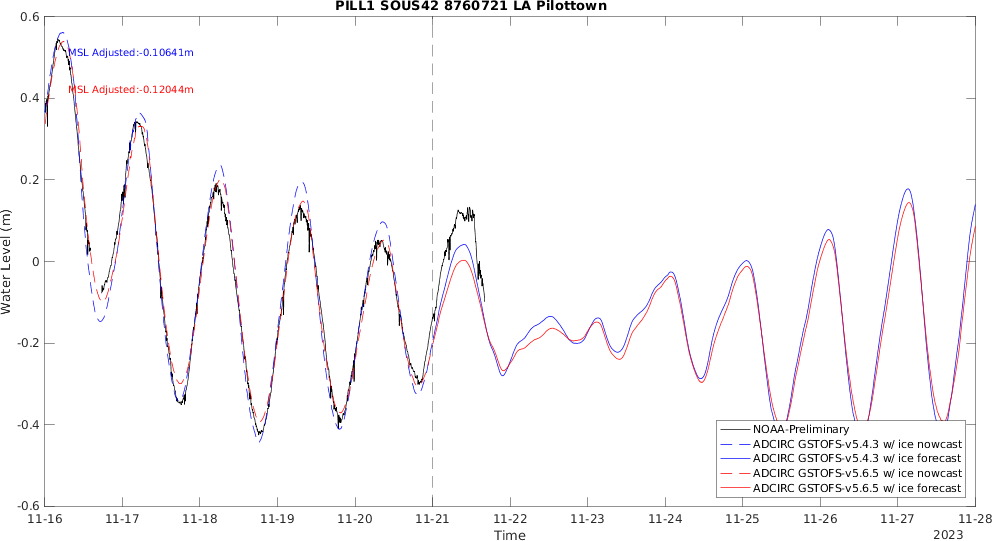 PILL1 SOUS42 8760721 LA Pilottown
0.6
MSL Adjusted:-0.10641m
MSL Adjusted:-0.12044m
0.4
0.2
0
-0.2
-0.4
-0.6
Water Level (m)
NOAA-Preliminary
ADCIRC GSTOFS-v5.4.3 w/ ice nowcast
ADCIRC GSTOFS-v5.4.3 w/ ice forecast
ADCIRC GSTOFS-v5.6.5 w/ ice nowcast
ADCIRC GSTOFS-v5.6.5 w/ ice forecast
11-16 11-17 11-18 11-19 11-20 11-21 11-22 11-23 11-24 11-25 11-26 11-27 11-28
Time
2023